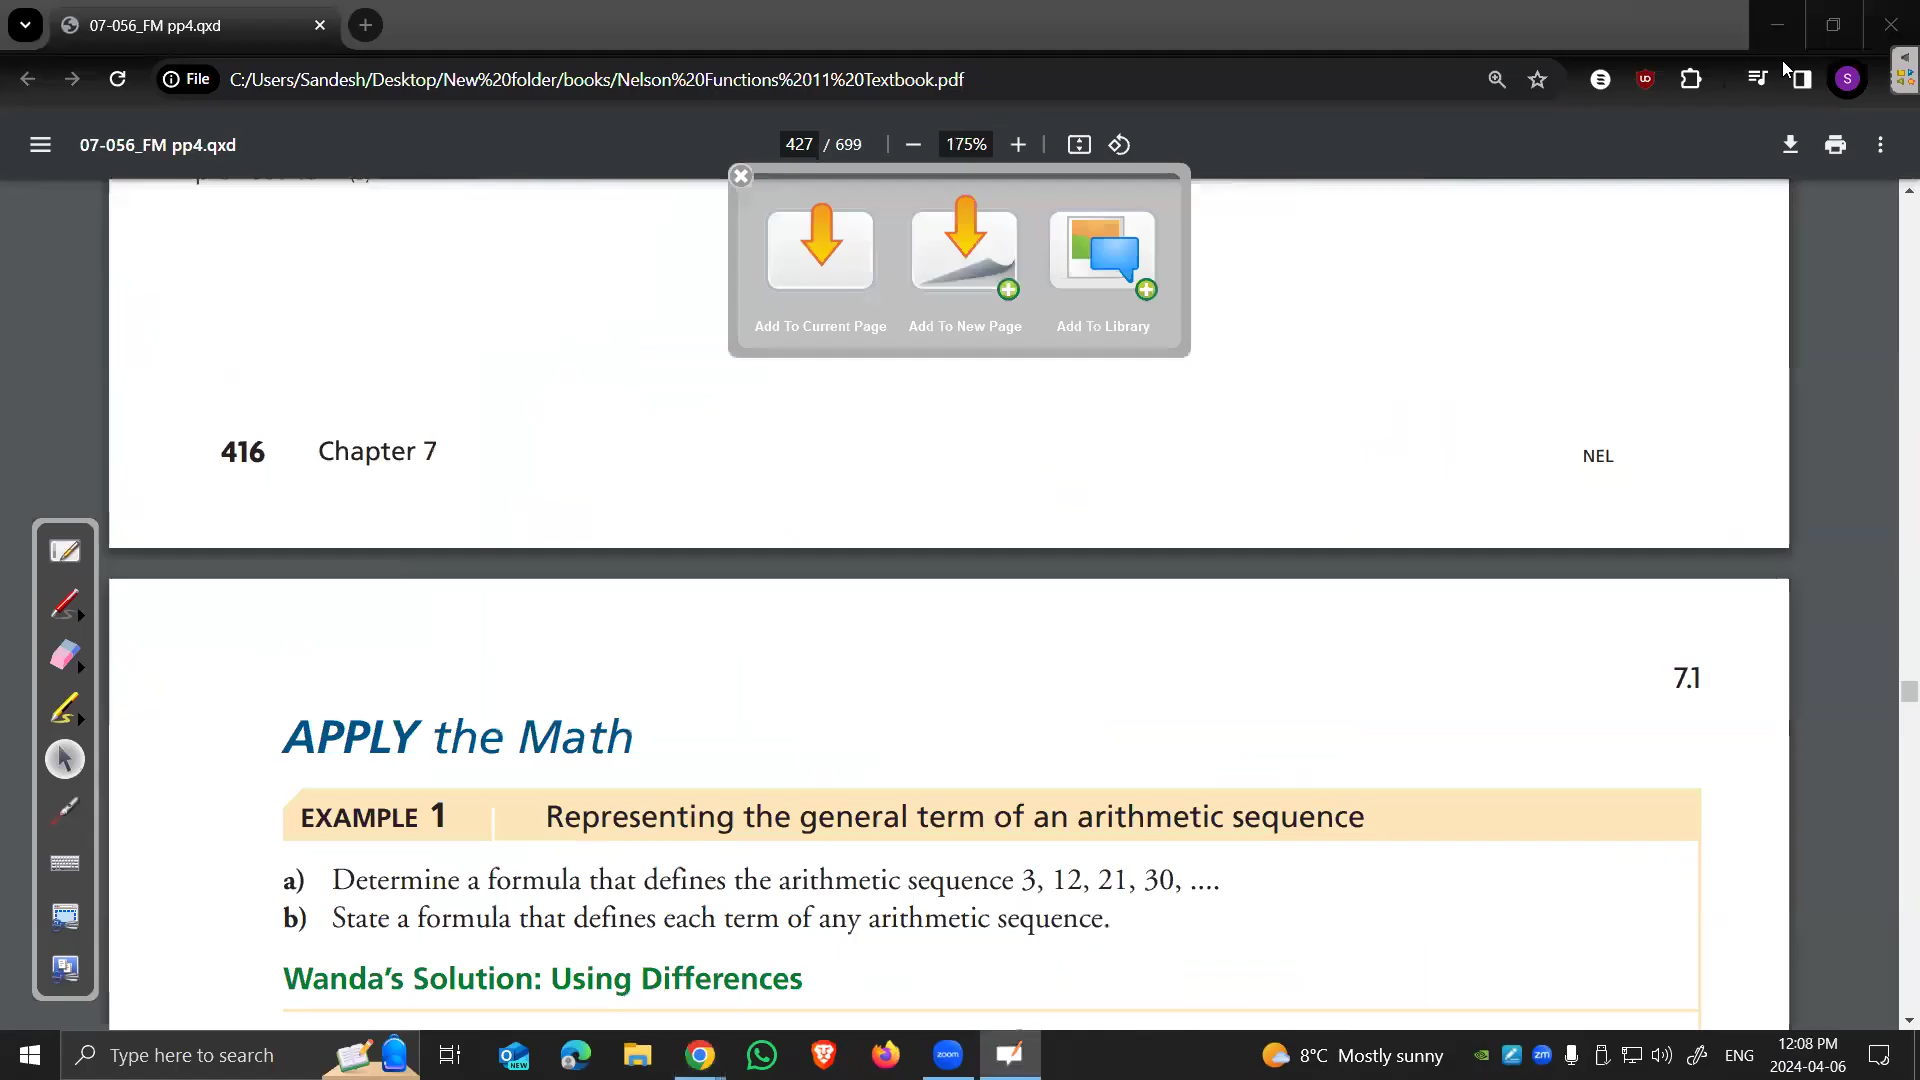 07-056_FM pp4.qxd
File
C:/Users/Sandesh/Desktop/New%20folder/books/Nelson%20Functions%2011%20Textbook.pdf
S
07-056_FM pp4.qxd
427 / 699
175%
Add To Current Page
Add To New Page
Add To Library
416 Chapter 7
NEL
7.1
APPLY the Math
EXAMPLE 1 Representing the general term of an arithmetic sequence
a) Determine a formula that defines the arithmetic sequence 3, 12, 21, 30, ....
b) State a formula that defines each term of any arithmetic sequence.
Wanda's Solution: Using Differences
Type here to search
NEW
zoom
8°C Mostly sunny
zm
ENG
12:08 PM
2024-04-06